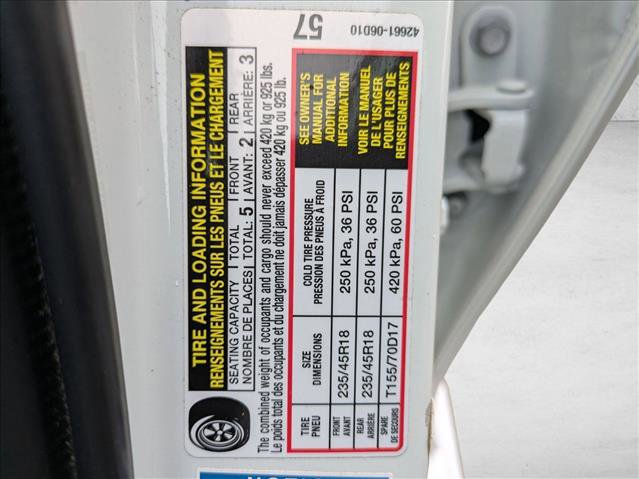 TIRE AND LOADING INFORMATION
RENSEIGNEMENTS SUR LES PNEUS ET LE CHARGEMENT
SEATING CAPACITY TOTAL FRONT REAR
NOMBRE DE PLACES TOTAL: 5 AVANT: 2 ARRIÈRE: 3
The combined weight of occupants and cargo should never exceed 420 kg or 925 lbs.
Le poids total des occupants et du chargement ne doit jamais dépasser 420 kg ou 925 lb.
TIRE
PNEU
SIZE
DIMENSIONS
COLD TIRE PRESSURE
PRESSION DES PNEUS À FROID
SEE OWNER'S
MANUAL FOR
ADDITIONAL
INFORMATION
VOIR LE MANUEL
DE L'USAGER
POUR PLUS DE
RENSEIGNEMENTS
FRONT
AVANT
235/45R18
250 kPa, 36 PSI
REAR
ARRIÈRE
235/45R18
250 kPa, 36 PSI
SPARE
DE SECOURS
T155/70D17
420 kPa, 60 PSI
57
42661-06D10